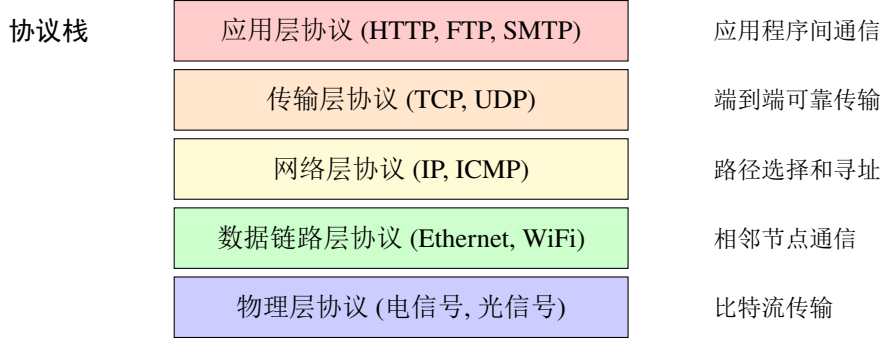 协议栈 应用层协议 (HTTP, FTP, SMTP) 应用程序间通信
传输层协议 (TCP, UDP) 端到端可靠传输
网络层协议 (IP, ICMP) 路径选择和寻址
数据链路层协议 (Ethernet, WiFi) 相邻节点通信
物理层协议 (电信号, 光信号) 比特流传输